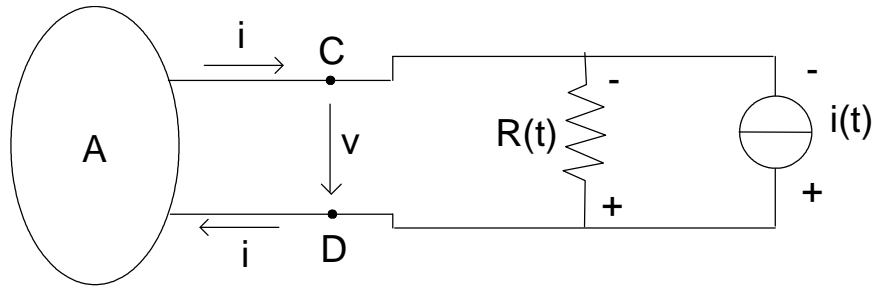 i
C
-
-
A
v
R(t)
i(t)
+
+
i
D